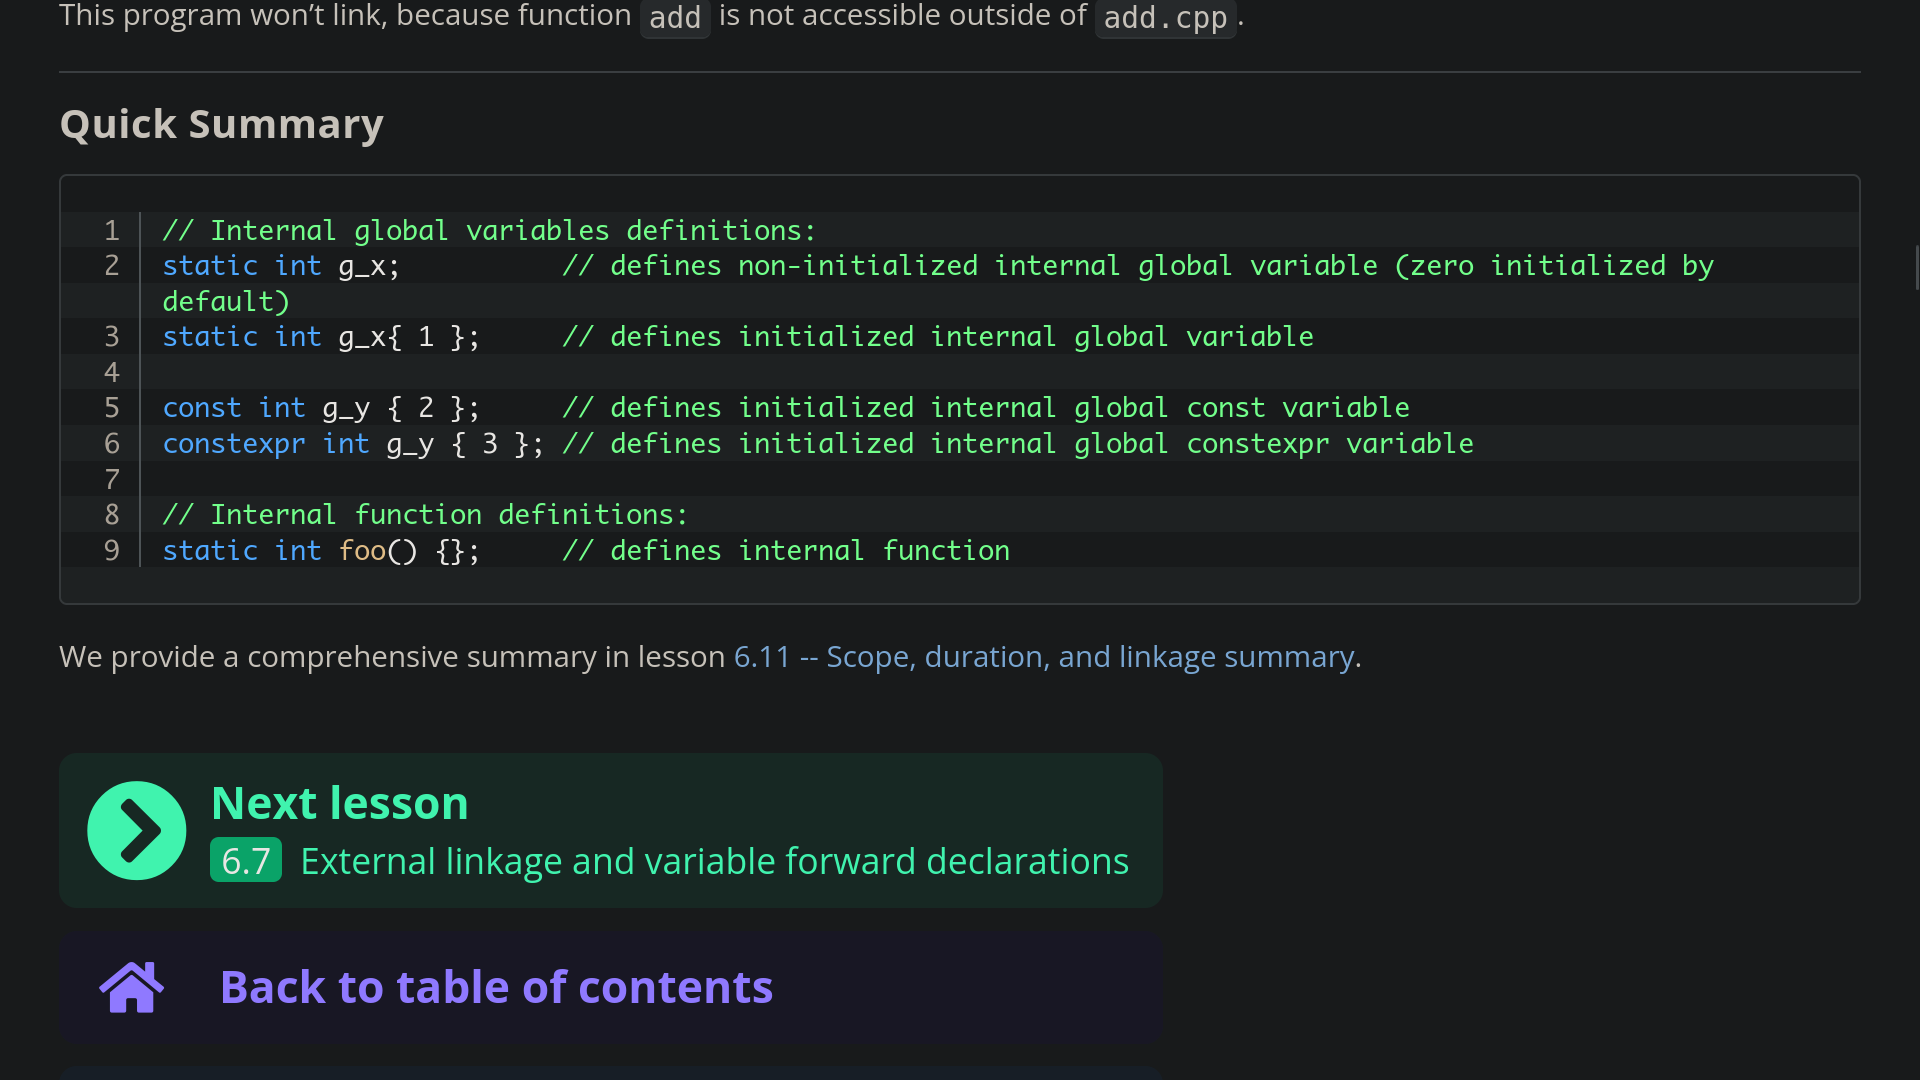 This program won’t link, because function add is not accessible outside of add.cpp.
Quick Summary
1 // Internal global variables definitions:
2 static int g_x;          // defines non-initialized internal global variable (zero initialized by
default)
3 static int g_x{ 1 };     // defines initialized internal global variable
4
5 const int g_y { 2 };     // defines initialized internal global const variable
6 constexpr int g_y { 3 }; // defines initialized internal global constexpr variable
7
8 // Internal function definitions:
9 static int foo() {};     // defines internal function
We provide a comprehensive summary in lesson 6.11 -- Scope, duration, and linkage summary.
Next lesson
6.7 External linkage and variable forward declarations
Back to table of contents